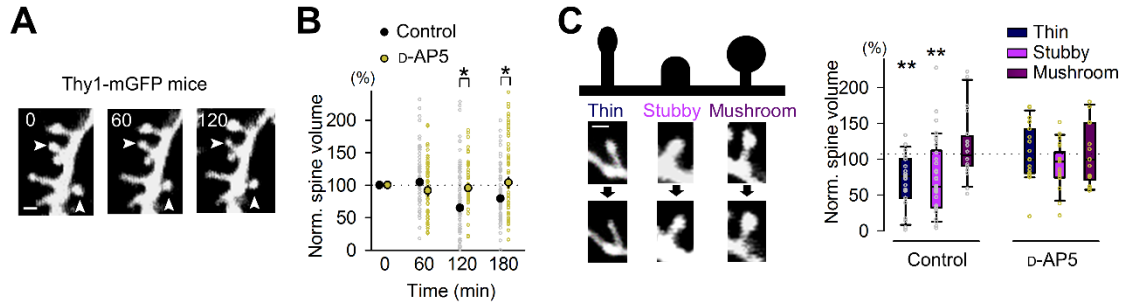 A
Thy1-mGFP mice
0
60
120
B
Control
D-AP5
(%)
Norm. spine volume
200
150
100
50
0
* *
0 60 120 180
Time (min)
C
Thin Stubby Mushroom
(%)
Norm. spine volume
200
150
100
50
0
** **
Thin
Stubby
Mushroom
Control D-AP5